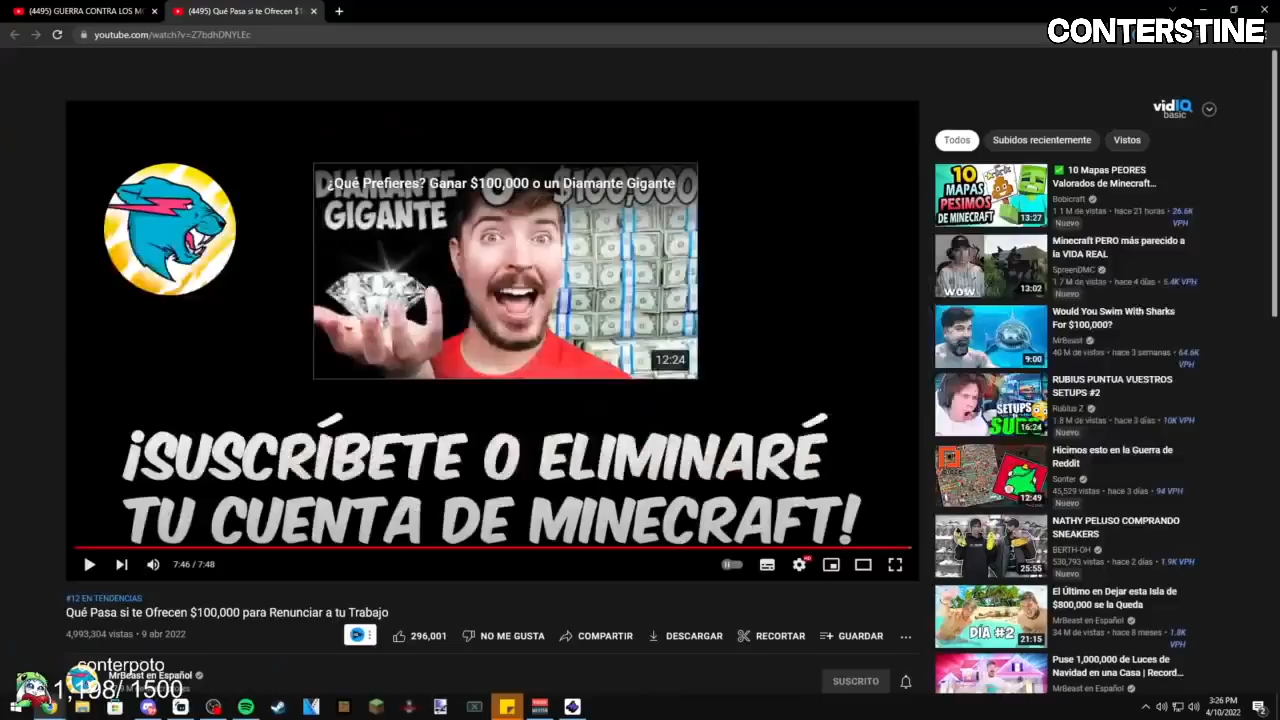 (4495) GUERRA CONTRA LOS M
(4495) Qué Pasa si te Ofrecen $1
youtube.com/watch?v=Z7bdhDNYLEc
CONTERSTINE
vidIQ
basic
Todos
Subidos recientemente
Vistos
¿Qué Prefieres? Ganar $100,000 o un Diamante Gigante
DIAMANTE O $100,000
GIGANTE
12:24
¡SUSCRÍBETE O ELIMINARÉ
TU CUENTA DE MINECRAFT!
7:46 / 7:48
#12 EN TENDENCIAS
Qué Pasa si te Ofrecen $100,000 para Renunciar a tu Trabajo
4,993,304 vistas • 9 abr 2022
296,001
NO ME GUSTA
COMPARTIR
DESCARGAR
RECORTAR
GUARDAR
conterpoto
MrBeast en Español
1,198/ 1500
SUSCRITO
10
MAPAS
PESIMOS
DE MINECRAFT
13:27
10 Mapas PEORES
Valorados de Minecraft...
Bobicraft
1.1 M de vistas • hace 21 horas • 26.6K
VPH
Nuevo
WOW
13:02
Minecraft PERO más parecido a
la VIDA REAL
SpreenDMC
1.7 M de vistas • hace 4 días • 5.4K VPH
Nuevo
9:00
Would You Swim With Sharks
For $100,000?
MrBeast
40 M de vistas • hace 3 semanas • 64.6K
VPH
SETUPS
DE
SUB
16:24
RUBIUS PUNTUA VUESTROS
SETUPS #2
Rubius Z
1.8 M de vistas • hace 3 días • 10K VPH
Nuevo
12:49
Hicimos esto en la Guerra de
Reddit
Sonter
45,529 vistas • hace 3 días • 94 VPH
Nuevo
25:55
NATHY PELUSO COMPRANDO
SNEAKERS
BERTH-OH
530,793 vistas • hace 2 días • 1.9K VPH
Nuevo
DÍA #2
21:15
El Último en Dejar esta Isla de
$800,000 se la Queda
MrBeast en Español
34 M de vistas • hace 8 meses • 1.8K
VPH
Puse 1,000,000 de Luces de
Navidad en una Casa | Record...
MrBeast en Español
3:26 PM
4/10/2022